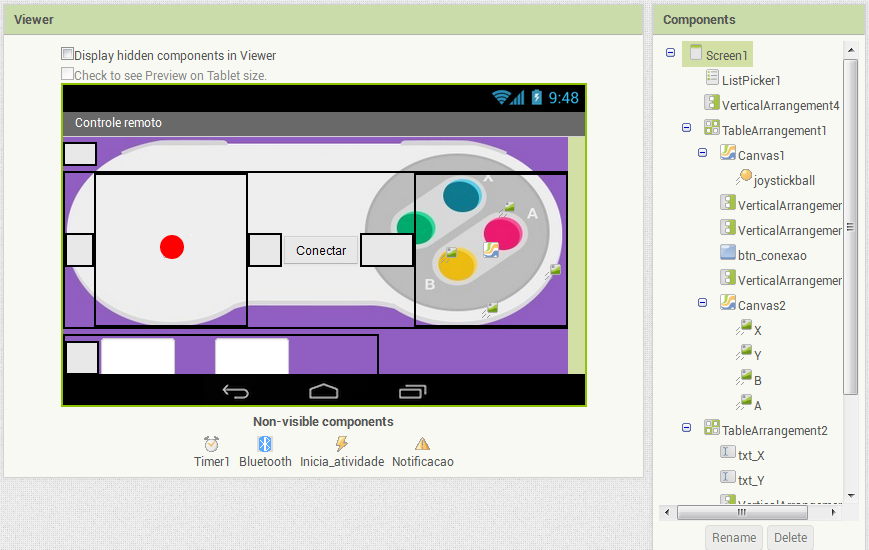 Viewer
Display hidden components in Viewer
Check to see Preview on Tablet size.
9:48
Controle remoto
X
A
Conectar
B
Non-visible components
Timer1 Bluetooth Inicia_atividade Notificacao
Components
Screen1
ListPicker1
VerticalArrangement4
TableArrangement1
Canvas1
joystickball
VerticalArrangemer
VerticalArrangemer
btn_conexao
VerticalArrangemer
Canvas2
X
Y
B
A
TableArrangement2
txt_X
txt_Y
Rename Delete